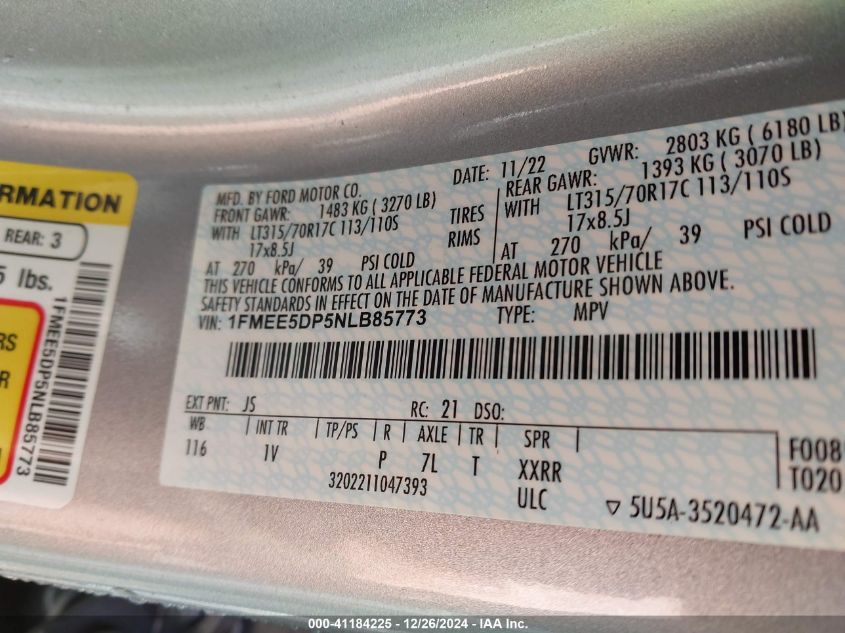 ORMATION
REAR: 3
5 lbs.
1FMEE5DP5NLB85773
RS
R
MFD. BY FORD MOTOR CO.
DATE: 11/22 GVWR: 2803 KG ( 6180 LB)
FRONT GAWR: 1483 KG ( 3270 LB) REAR GAWR: 1393 KG ( 3070 LB)
WITH LT315/70R17C 113/110S TIRES WITH LT315/70R17C 113/110S
17x8.5J RIMS 17x8.5J
AT 270 kPa/ 39 PSI COLD AT 270 kPa/ 39 PSI COLD
THIS VEHICLE CONFORMS TO ALL APPLICABLE FEDERAL MOTOR VEHICLE
SAFETY STANDARDS IN EFFECT ON THE DATE OF MANUFACTURE SHOWN ABOVE.
VIN: 1FMEE5DP5NLB85773 TYPE: MPV
EXT PNT: JS RC: 21 DSO:
WB INT TR TP/PS R AXLE TR SPR
116 1V P 7L T XXRR
3202211047393 ULC
F008
T020
▽ 5U5A-3520472-AA
000-41184225 - 12/26/2024 - IAA Inc.